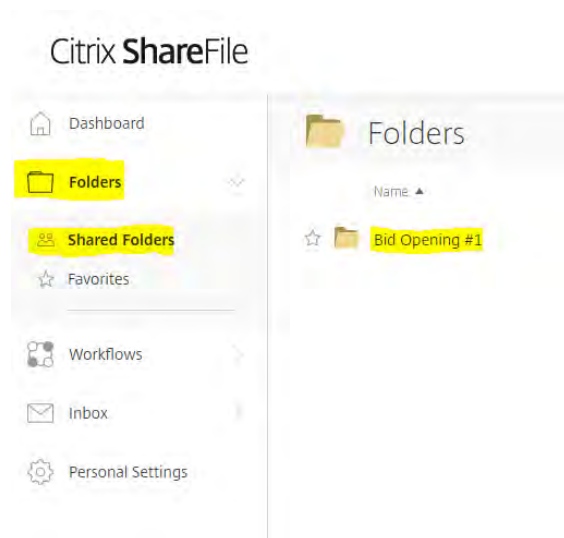 Citrix ShareFile
Dashboard
Folders
Shared Folders
Favorites
Workflows
Inbox
Personal Settings
Folders
Name ▲
Bid Opening #1